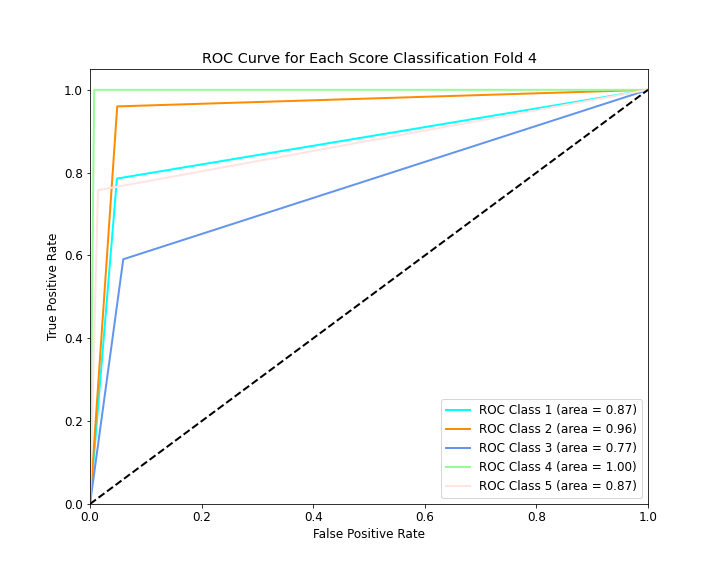 ROC Curve for Each Score Classification Fold 4
True Positive Rate
1.0
0.8
0.6
0.4
0.2
0.0
ROC Class 1 (area = 0.87)
ROC Class 2 (area = 0.96)
ROC Class 3 (area = 0.77)
ROC Class 4 (area = 1.00)
ROC Class 5 (area = 0.87)
0.0 0.2 0.4 0.6 0.8 1.0
False Positive Rate